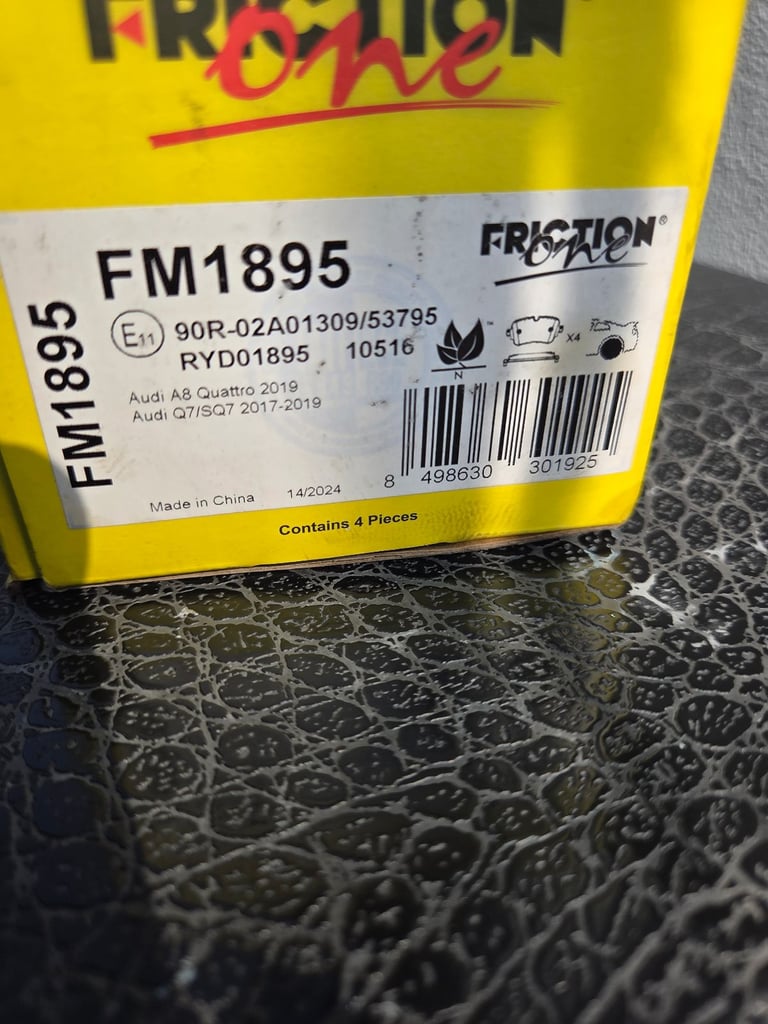 FRICTION
one
FM1895
FRICTION®
one
FM1895
E11 90R-02A01309/53795
RYD01895 10516
™
N
X4
Audi A8 Quattro 2019
Audi Q7/SQ7 2017-2019
8 498630 301925
Made in China 14/2024
Contains 4 Pieces